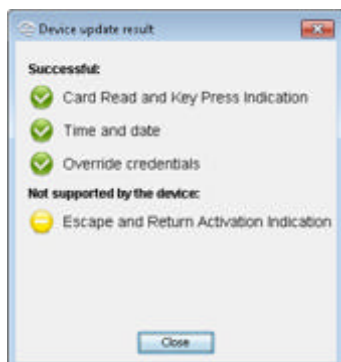 Device update result
Successful:
Card Read and Key Press Indication
Time and date
Override credentials
Not supported by the device:
Escape and Return Activation Indication
Close